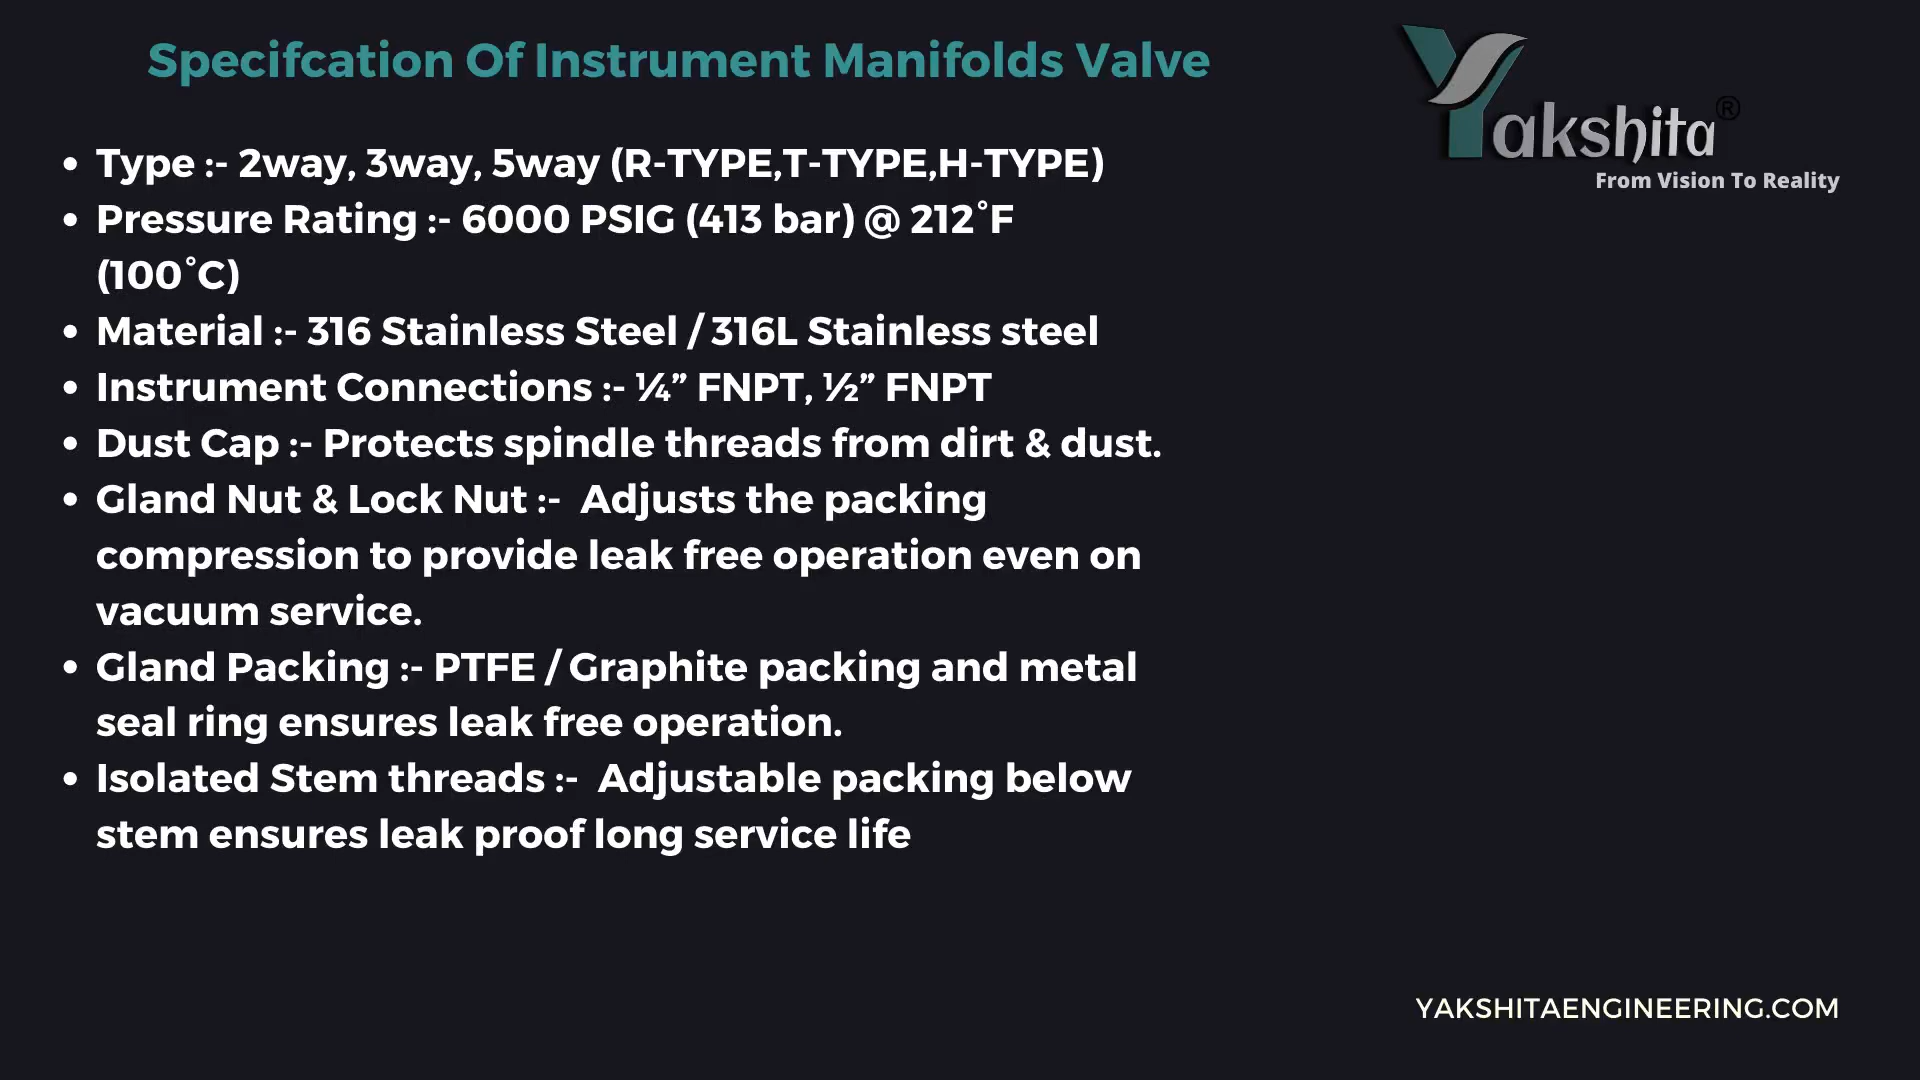 Specifcation Of Instrument Manifolds Valve
Yakshita®
From Vision To Reality
• Type :- 2way, 3way, 5way (R-TYPE,T-TYPE,H-TYPE)
• Pressure Rating :- 6000 PSIG (413 bar) @ 212°F
(100°C)
• Material :- 316 Stainless Steel / 316L Stainless steel
• Instrument Connections :- ¼” FNPT, ½” FNPT
• Dust Cap :- Protects spindle threads from dirt & dust.
• Gland Nut & Lock Nut :-  Adjusts the packing
compression to provide leak free operation even on
vacuum service.
• Gland Packing :- PTFE / Graphite packing and metal
seal ring ensures leak free operation.
• Isolated Stem threads :-  Adjustable packing below
stem ensures leak proof long service life
YAKSHITAENGINEERING.COM